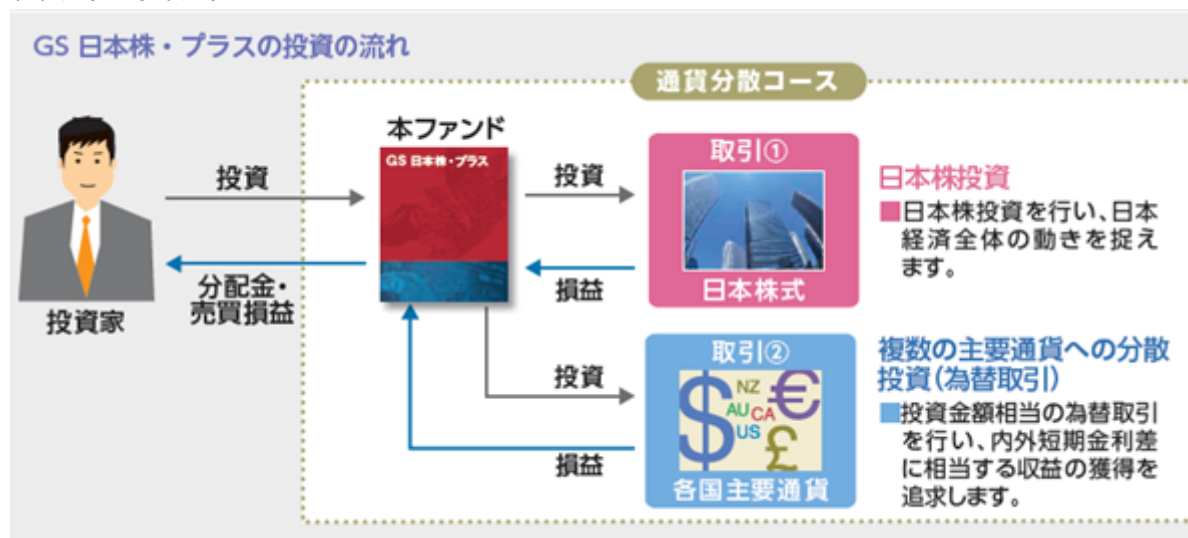 GS 日本株・プラスの投資の流れ
通貨分散コース
本ファンド
GS 日本株・プラス
投資
分配金・
売買損益
投資家
投資
損益
取引①
日本株式
日本株投資
■日本株投資を行い、日本
経済全体の動きを捉え
ます。
投資
損益
取引②
$ NZ €
AU CA
US £
各国主要通貨
複数の主要通貨への分散
投資(為替取引)
■投資金額相当の為替取引
を行い、内外短期金利差
に相当する収益の獲得を
追求します。